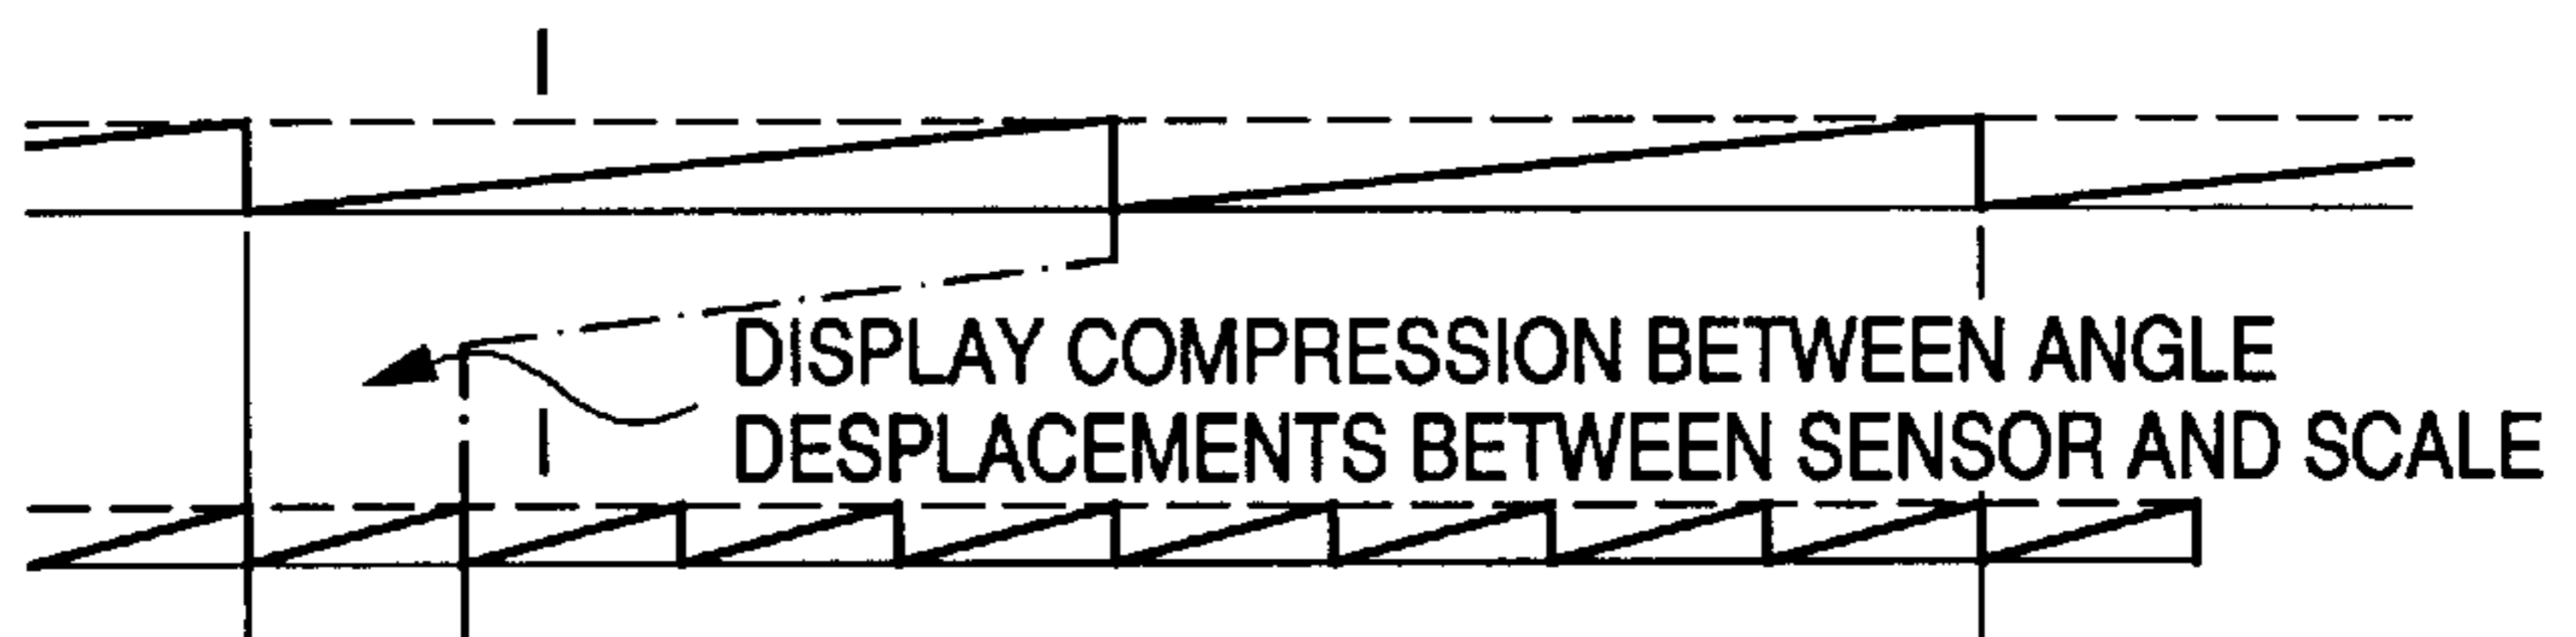 DISPLAY COMPRESSION BETWEEN ANGLE
DESPLACEMENTS BETWEEN SENSOR AND SCALE